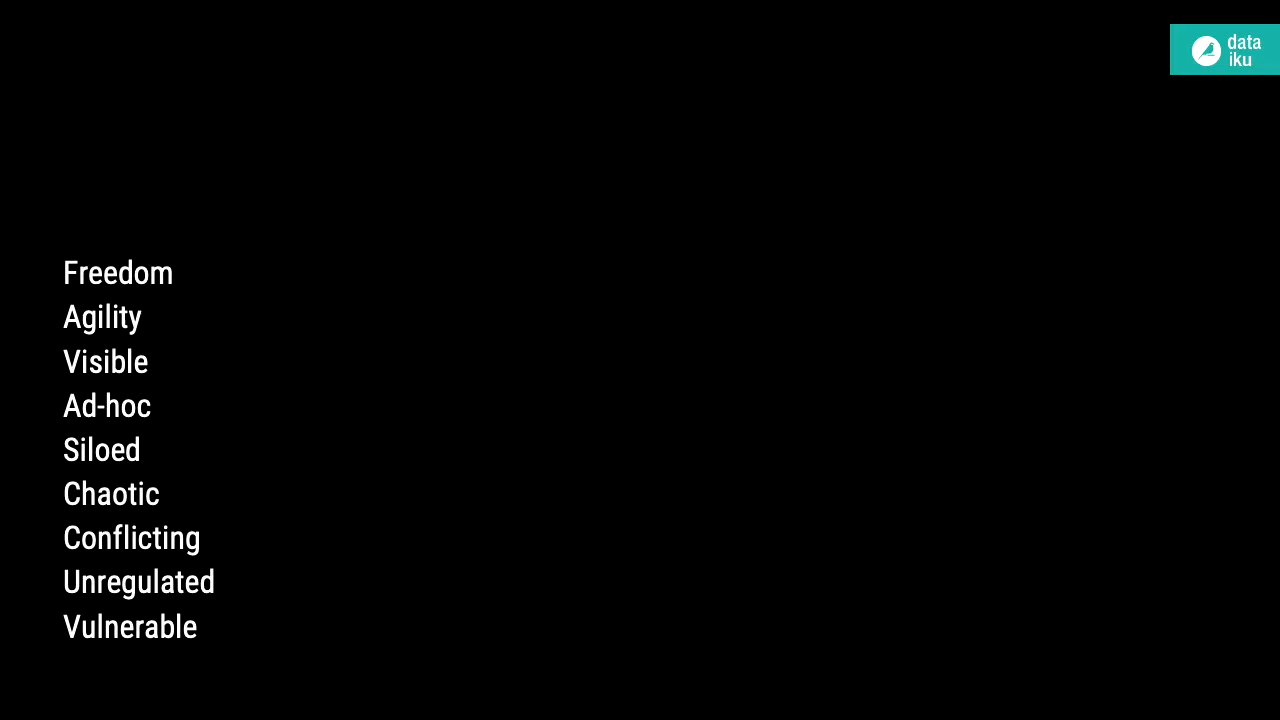 data
iku
Freedom
Agility
Visible
Ad-hoc
Siloed
Chaotic
Conflicting
Unregulated
Vulnerable